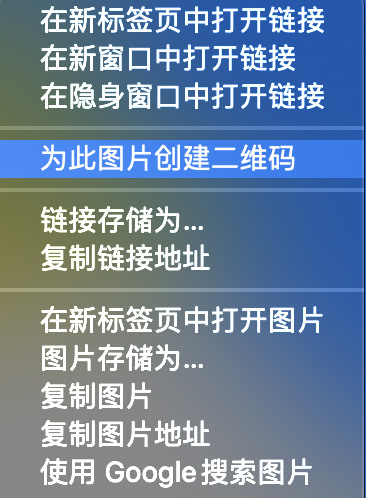 在新标签页中打开链接
在新窗口中打开链接
在隐身窗口中打开链接
为此图片创建二维码
链接存储为...
复制链接地址
在新标签页中打开图片
图片存储为...
复制图片
复制图片地址
使用 Google 搜索图片